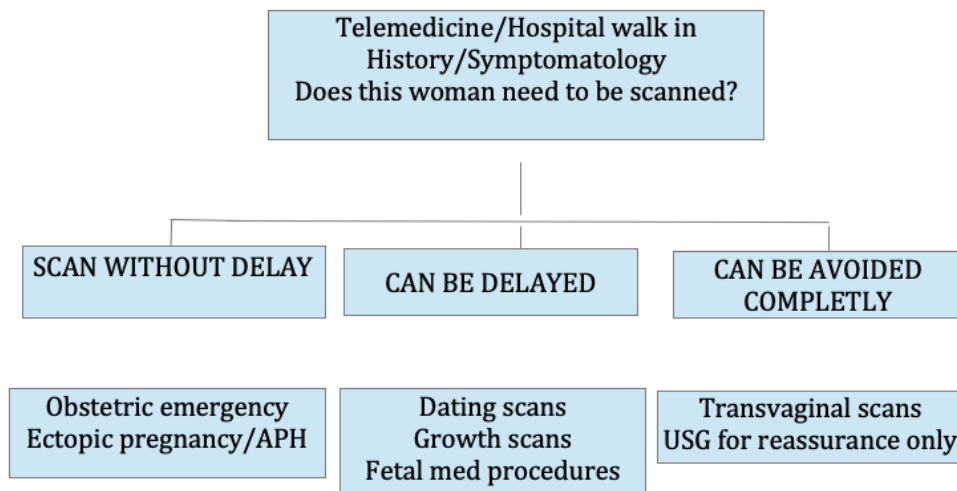 Telemedicine/Hospital walk in
History/Symptomatology
Does this woman need to be scanned?
SCAN WITHOUT DELAY
CAN BE DELAYED
CAN BE AVOIDED
COMPLETLY
Obstetric emergency
Ectopic pregnancy/APH
Dating scans
Growth scans
Fetal med procedures
Transvaginal scans
USG for reassurance only